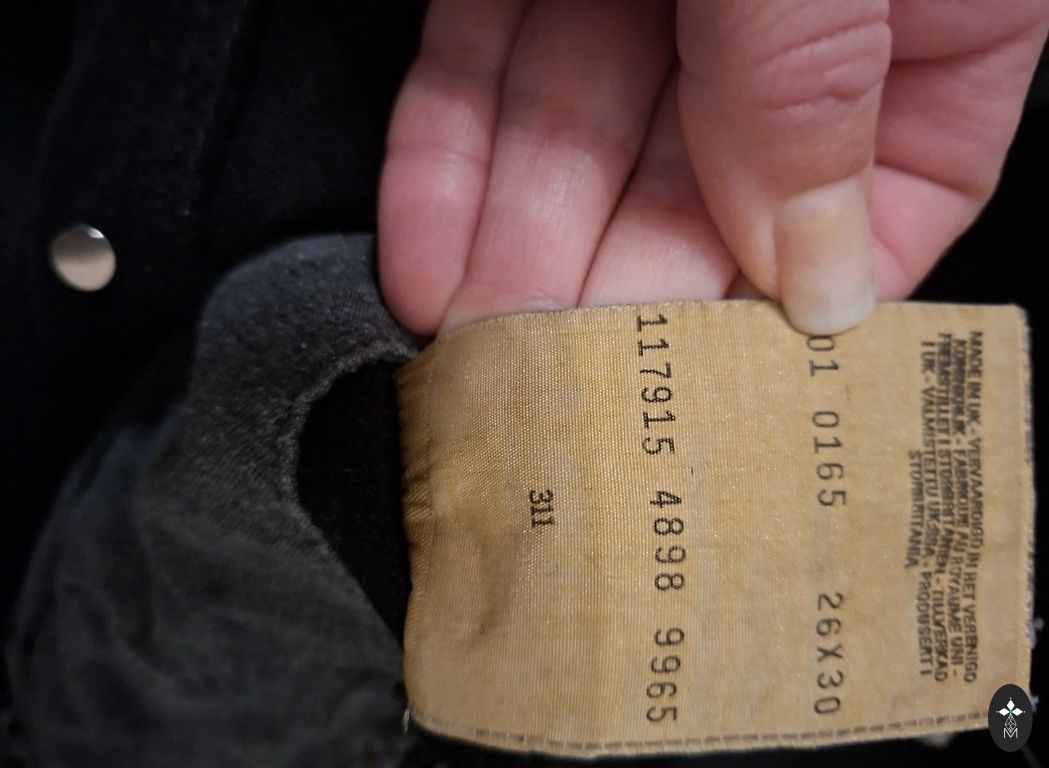 MADE IN UK - VERVAARDIGD IN HET VERENIGD
KONINKRIJK - FABRIQUE AU ROYAUME UNI -
FREMSTILLET I STORBRITANNIEN - TILLVERKAD
I UK - VALMISTETTU UK:SSA - PRODUSERT I
STORBRITANIA
01 0165 26X30
117915 4898 9965
311
M